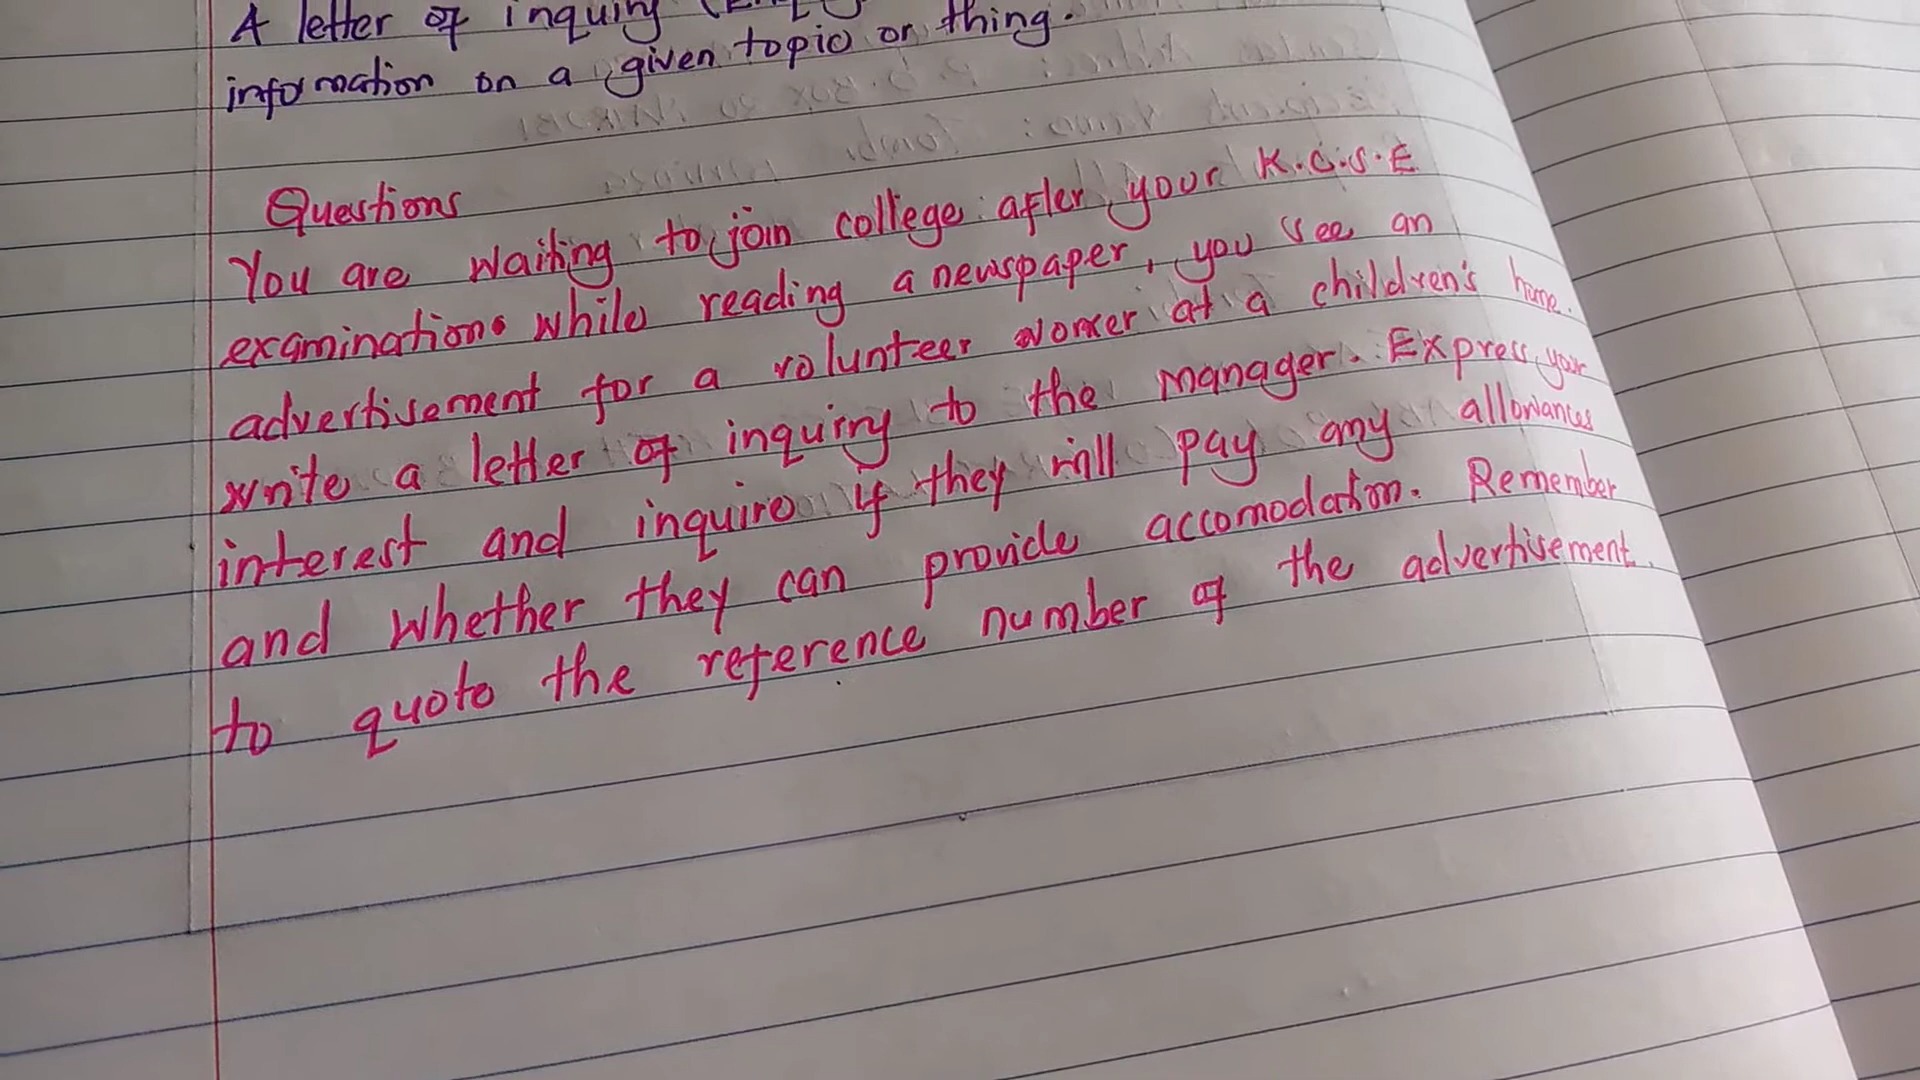 A letter of inquiry
information on a given topic or thing.
Questions
You are waiting to join college after your K.C.S.E
examination. while reading a newspaper, you see an
advertisement for a volunteer worker at a children's home.
write a letter of inquiry to the manager. Express your
interest and inquire if they will pay any allowances
and whether they can provide accomodation. Remember
to quote the reference number of the advertisement.